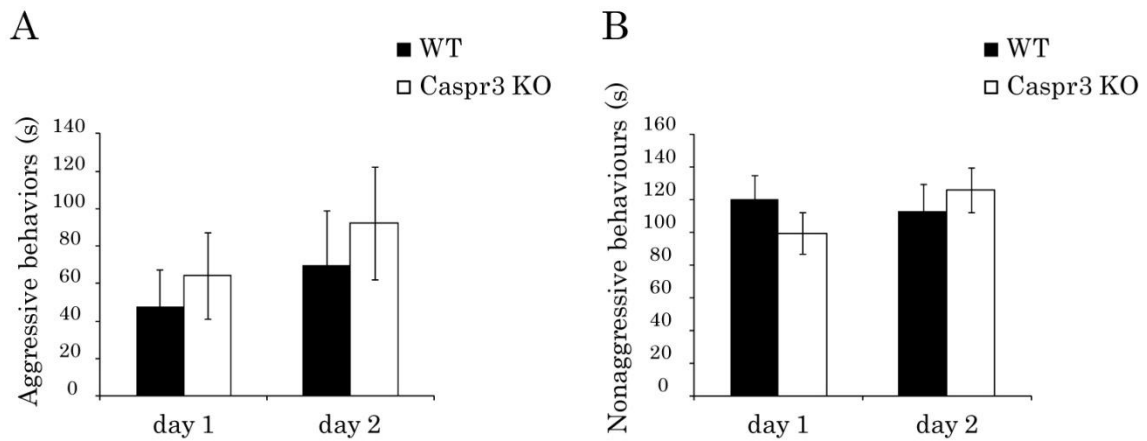 A
WT
Caspr3 KO
Aggressive behaviors (s)
140
120
100
80
60
40
20
0
day 1
day 2
B
WT
Caspr3 KO
Nonaggressive behaviours (s)
160
140
120
100
80
60
40
20
0
day 1
day 2